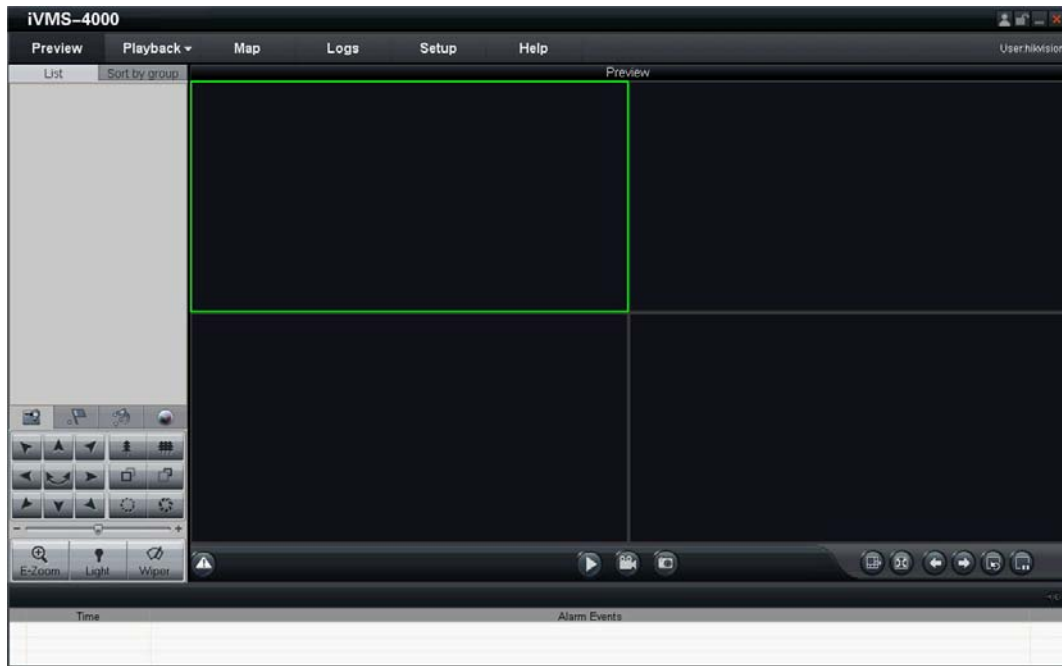 iVMS-4000
Preview Playback Map Logs Setup Help User:hikvision
List Sort by group Preview
E-Zoom Light Wiper
Time Alarm Events